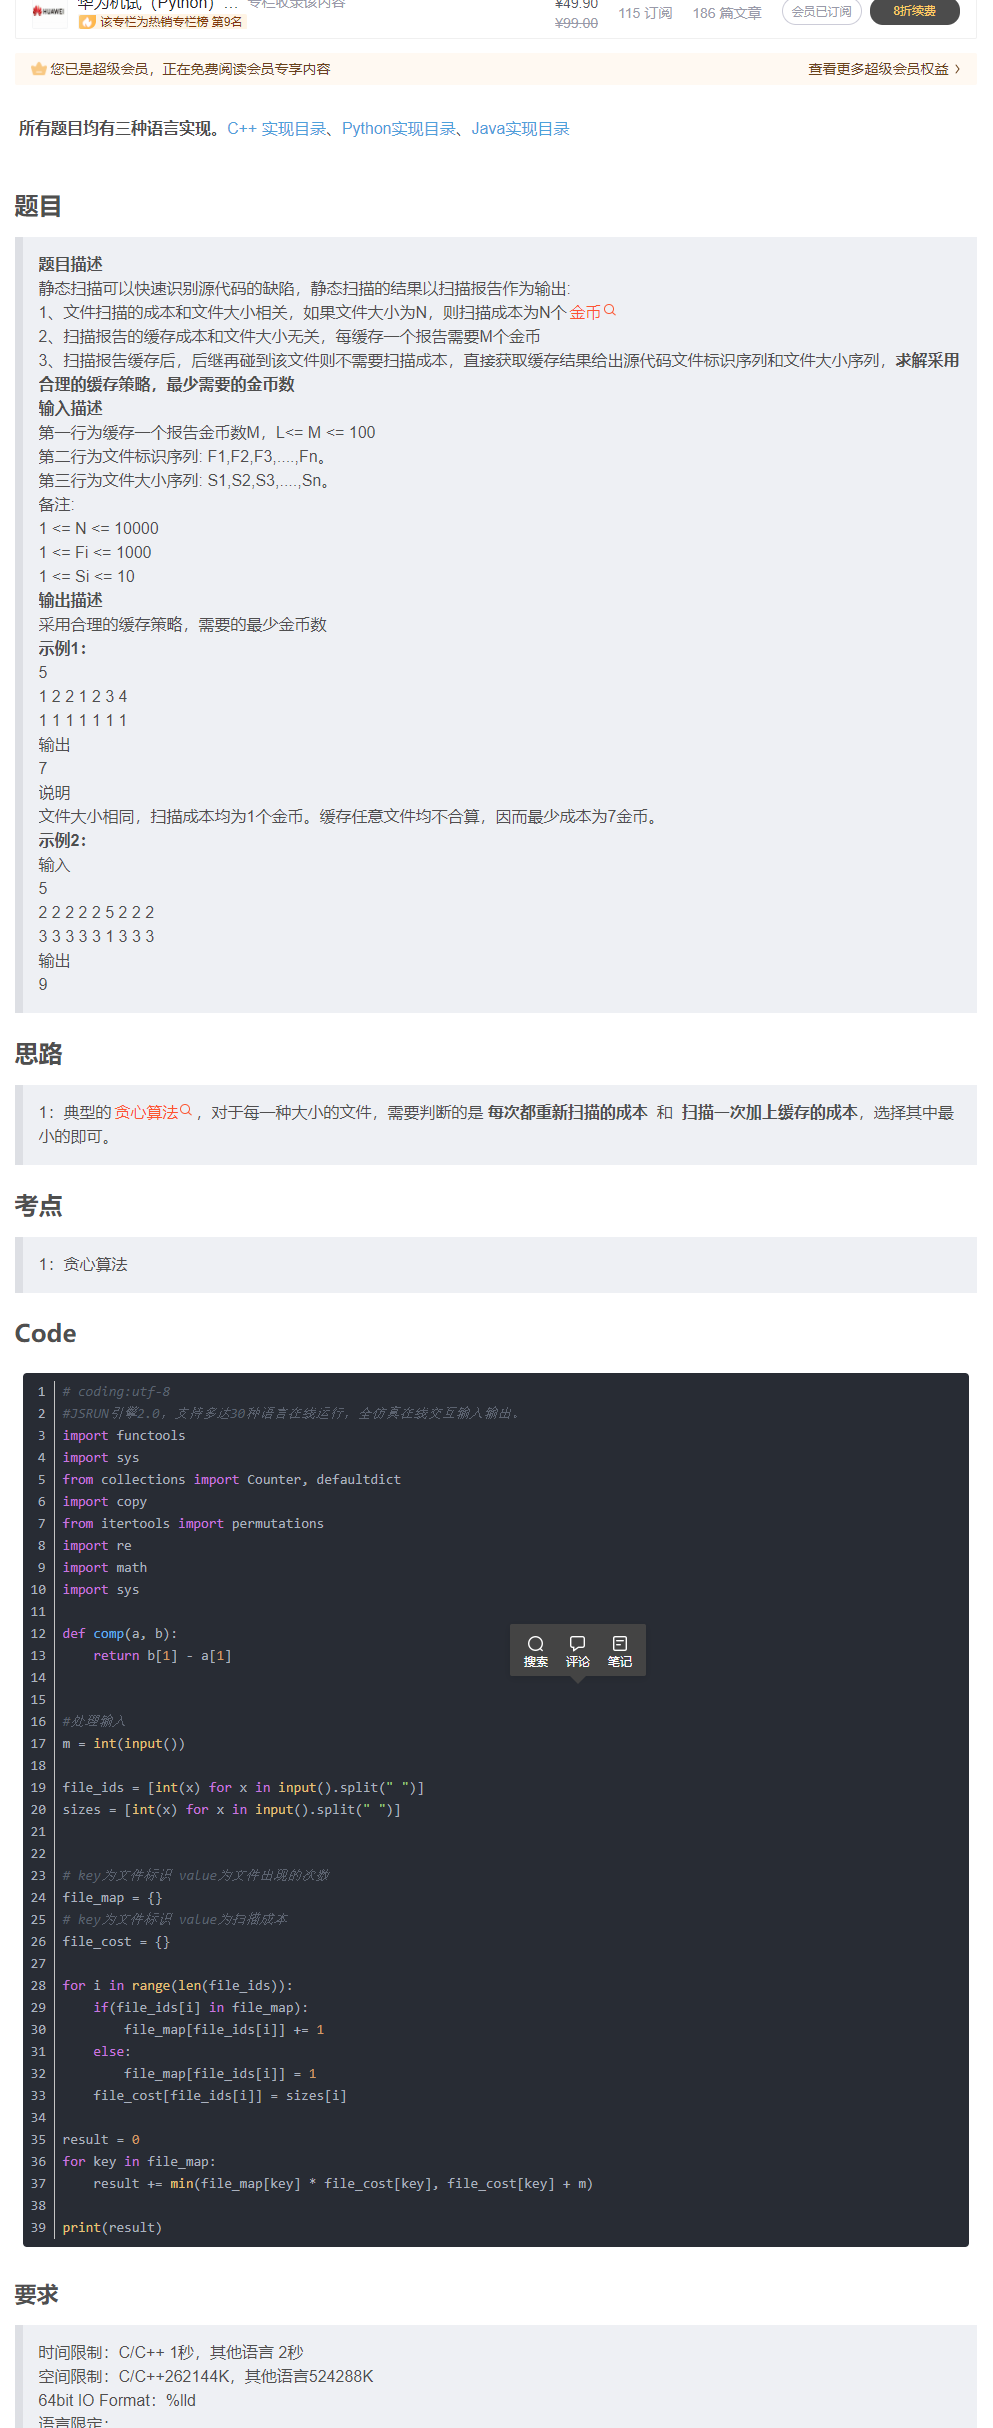 HUAWEI
华为机试（Python）... 专栏收录该内容
¥49.90
115 订阅 186 篇文章 会员已订阅 8折续费
该专栏为热销专栏榜 第9名
¥99.00
您已是超级会员，正在免费阅读会员专享内容 查看更多超级会员权益
所有题目均有三种语言实现。C++ 实现目录、Python实现目录、Java实现目录
题目
题目描述
静态扫描可以快速识别源代码的缺陷，静态扫描的结果以扫描报告作为输出:
1、文件扫描的成本和文件大小相关，如果文件大小为N，则扫描成本为N个 金币
2、扫描报告的缓存成本和文件大小无关，每缓存一个报告需要M个金币
3、扫描报告缓存后，后继再碰到该文件则不需要扫描成本，直接获取缓存结果给出源代码文件标识序列和文件大小序列，求解采用
合理的缓存策略，最少需要的金币数
输入描述
第一行为缓存一个报告金币数M，L<= M <= 100
第二行为文件标识序列: F1,F2,F3,....,Fn。
第三行为文件大小序列: S1,S2,S3,....,Sn。
备注:
1 <= N <= 10000
1 <= Fi <= 1000
1 <= Si <= 10
输出描述
采用合理的缓存策略，需要的最少金币数
示例1：
5
1 2 2 1 2 3 4
1 1 1 1 1 1 1
输出
7
说明
文件大小相同，扫描成本均为1个金币。缓存任意文件均不合算，因而最少成本为7金币。
示例2：
输入
5
2 2 2 2 2 5 2 2 2
3 3 3 3 3 1 3 3 3
输出
9
思路
1：典型的 贪心算法，对于每一种大小的文件，需要判断的是 每次都重新扫描的成本 和 扫描一次加上缓存的成本，选择其中最
小的即可。
考点
1：贪心算法
Code
1 # coding:utf-8
2 #JSRUN引擎2.0，支持多达30种语言在线运行，全仿真在线交互输入输出。
3 import functools
4 import sys
5 from collections import Counter, defaultdict
6 import copy
7 from itertools import permutations
8 import re
9 import math
10 import sys
11
12 def comp(a, b):
13     return b[1] - a[1]
搜索 评论 笔记
14
15
16 #处理输入
17 m = int(input())
18
19 file_ids = [int(x) for x in input().split(" ")]
20 sizes = [int(x) for x in input().split(" ")]
21
22
23 # key为文件标识 value为文件出现的次数
24 file_map = {}
25 # key为文件标识 value为扫描成本
26 file_cost = {}
27
28 for i in range(len(file_ids)):
29     if(file_ids[i] in file_map):
30         file_map[file_ids[i]] += 1
31     else:
32         file_map[file_ids[i]] = 1
33     file_cost[file_ids[i]] = sizes[i]
34
35 result = 0
36 for key in file_map:
37     result += min(file_map[key] * file_cost[key], file_cost[key] + m)
38
39 print(result)
要求
时间限制：C/C++ 1秒，其他语言 2秒
空间限制：C/C++262144K，其他语言524288K
64bit IO Format：%lld
语言限定：